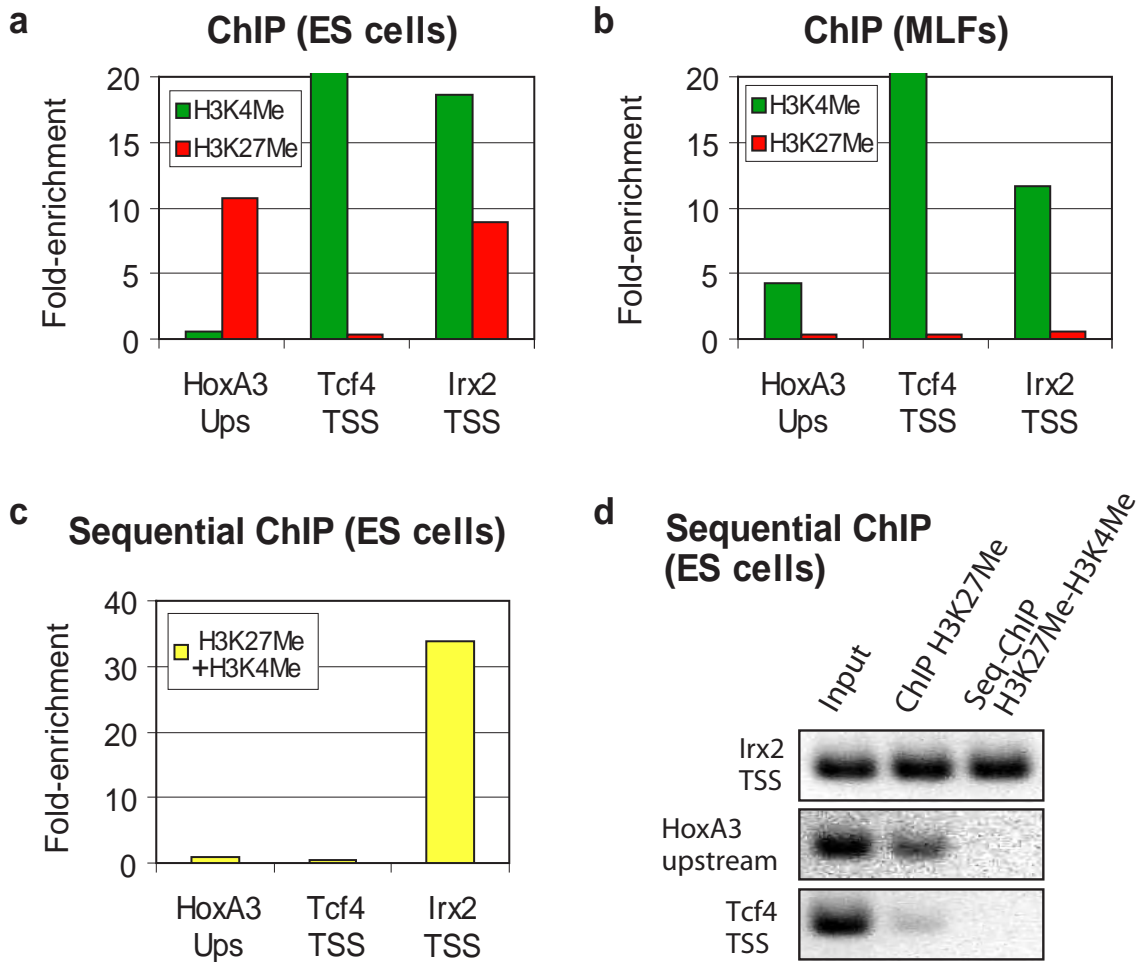 a
ChIP (ES cells)
Fold-enrichment
20
15
10
5
0
H3K4Me
H3K27Me
HoxA3
Ups
Tcf4
TSS
Irx2
TSS
b
ChIP (MLFs)
Fold-enrichment
20
15
10
5
0
H3K4Me
H3K27Me
HoxA3
Ups
Tcf4
TSS
Irx2
TSS
c
Sequential ChIP (ES cells)
Fold-enrichment
40
30
20
10
0
H3K27Me
+H3K4Me
HoxA3
Ups
Tcf4
TSS
Irx2
TSS
d
Sequential ChIP
(ES cells)
Input
ChIP H3K27Me
Seq-ChIP
H3K27Me-H3K4Me
Irx2
TSS
HoxA3
upstream
Tcf4
TSS